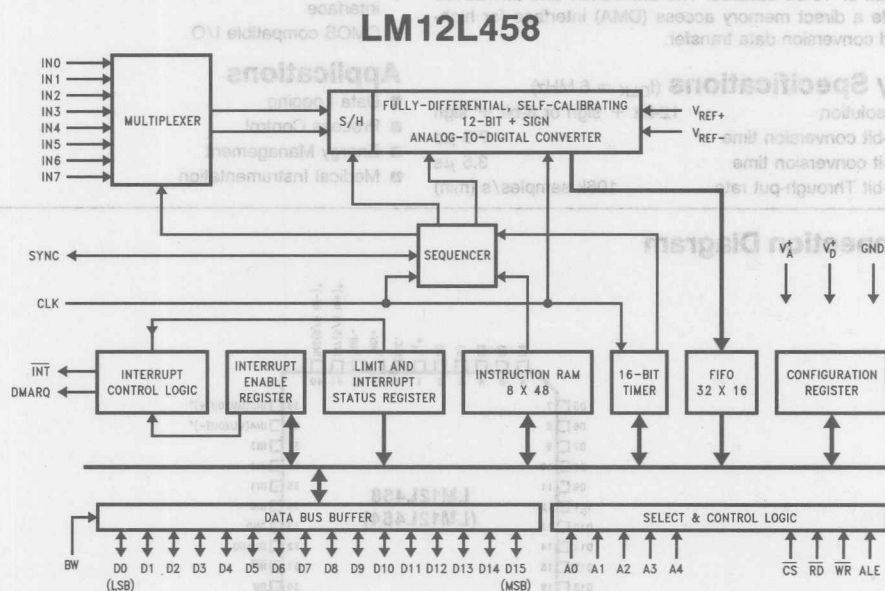 LM12L458
IN0
IN1
IN2
IN3
IN4
IN5
IN6
IN7
MULTIPLEXER
S/H
FULLY-DIFFERENTIAL, SELF-CALIBRATING
12-BIT + SIGN
ANALOG-TO-DIGITAL CONVERTER
VREF+
VREF−
SYNC
SEQUENCER
VA+
VD+
GND
CLK
INT
DMARQ
INTERRUPT
CONTROL LOGIC
INTERRUPT
ENABLE
REGISTER
LIMIT AND
INTERRUPT
STATUS REGISTER
INSTRUCTION RAM
8 X 48
16-BIT
TIMER
FIFO
32 X 16
CONFIGURATION
REGISTER
DATA BUS BUFFER
SELECT & CONTROL LOGIC
BW
D0 D1 D2 D3 D4 D5 D6 D7 D8 D9 D10 D11 D12 D13 D14 D15
(LSB) (MSB)
A0 A1 A2 A3 A4
CS RD WR ALE